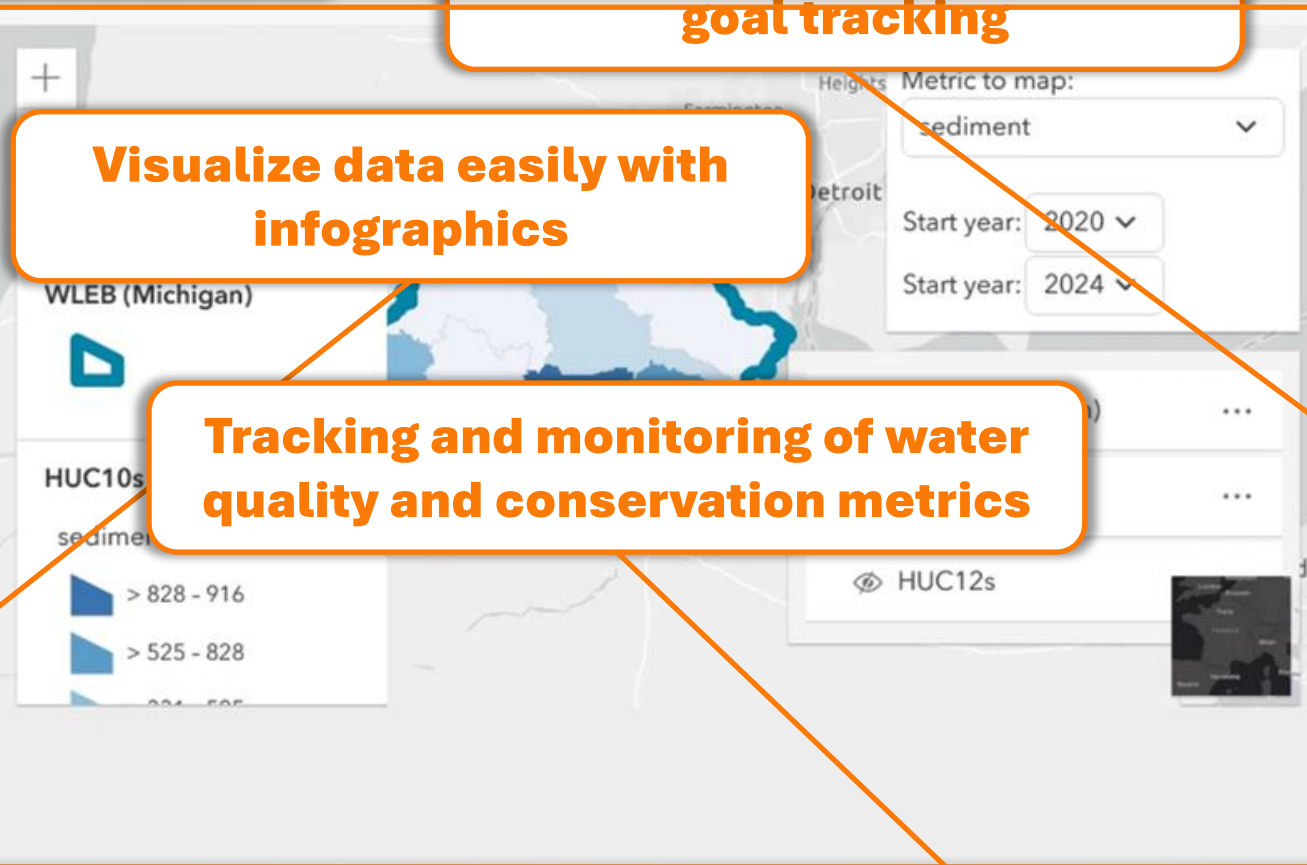 goal tracking
Heights
Metric to map:
sediment
Visualize data easily with
infographics
Detroit
Start year: 2020
Start year: 2024
WLEB (Michigan)
Tracking and monitoring of water
quality and conservation metrics
HUC10s
HUC12s
> 828 - 916
> 525 - 828